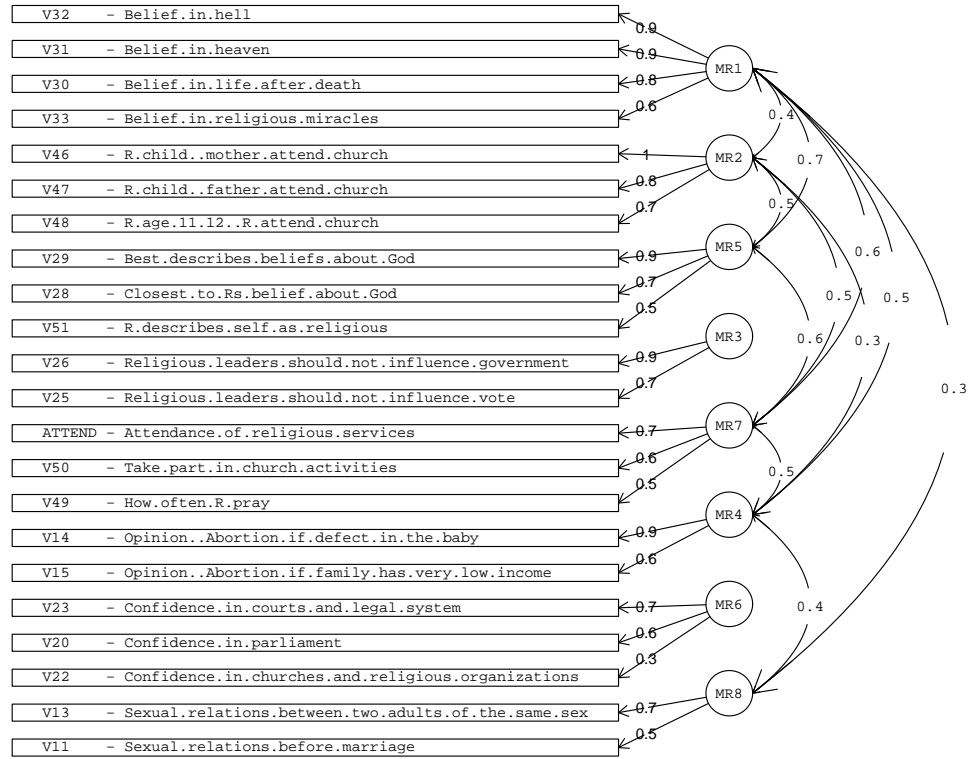 V32 - Belief.in.hell
V31 - Belief.in.heaven
V30 - Belief.in.life.after.death
V33 - Belief.in.religious.miracles
V46 - R.child..mother.attend.church
V47 - R.child..father.attend.church
V48 - R.age.11.12..R.attend.church
V29 - Best.describes.beliefs.about.God
V28 - Closest.to.Rs.belief.about.God
V51 - R.describes.self.as.religious
V26 - Religious.leaders.should.not.influence.government
V25 - Religious.leaders.should.not.influence.vote
ATTEND - Attendance.of.religious.services
V50 - Take.part.in.church.activities
V49 - How.often.R.pray
V14 - Opinion..Abortion.if.defect.in.the.baby
V15 - Opinion..Abortion.if.family.has.very.low.income
V23 - Confidence.in.courts.and.legal.system
V20 - Confidence.in.parliament
V22 - Confidence.in.churches.and.religious.organizations
V13 - Sexual.relations.between.two.adults.of.the.same.sex
V11 - Sexual.relations.before.marriage
0.9
0.9
0.8
0.6
1
0.8
0.7
0.9
0.7
0.5
0.9
0.7
0.7
0.6
0.5
0.9
0.6
0.7
0.6
0.3
0.7
0.5
MR1
MR2
MR5
MR3
MR7
MR4
MR6
MR8
0.4
0.7
0.5
0.6
0.5
0.5
0.6
0.3
0.3
0.5
0.4